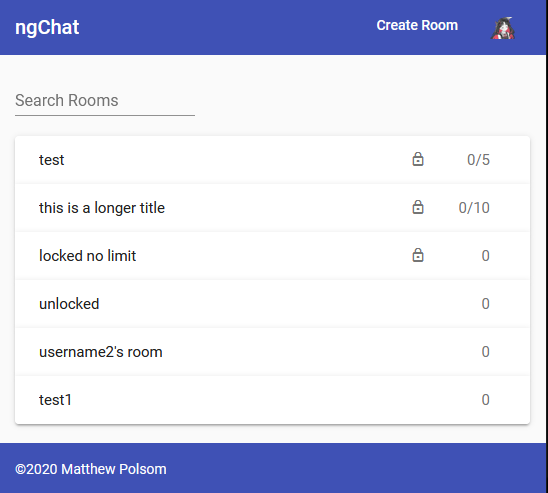 ngChat
Create Room
Search Rooms
test 0/5
this is a longer title 0/10
locked no limit 0
unlocked 0
username2's room 0
test1 0
©2020 Matthew Polsom